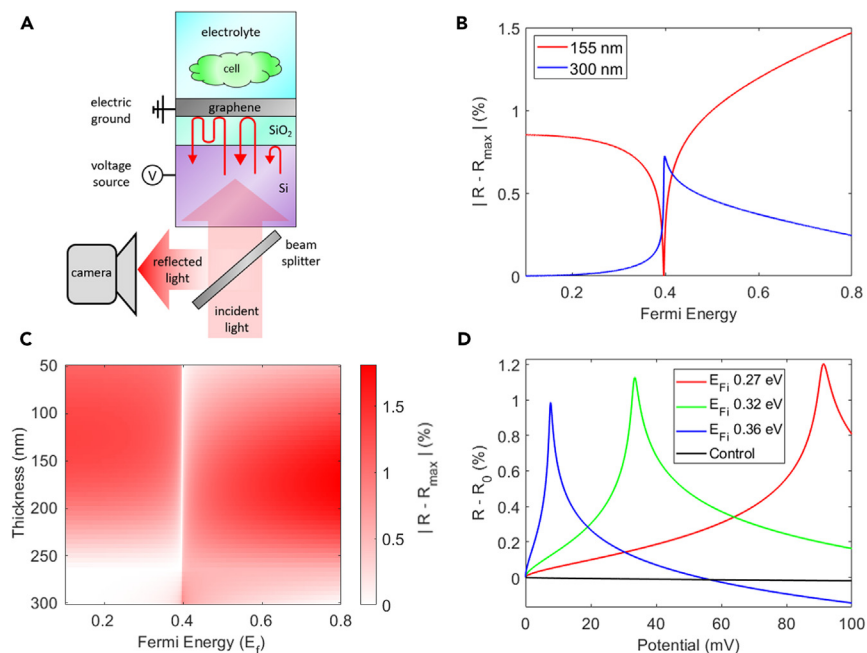 A
electrolyte
cell
electric
ground
graphene
SiO2
voltage
source
V
Si
camera
reflected
light
incident
light
beam
splitter
B
155 nm
300 nm
| R - Rmax | (%)
1.5
1
0.5
0
0.2
0.4
0.6
0.8
Fermi Energy
C
Thickness (nm)
50
100
150
200
250
300
0.2
0.4
0.6
0.8
Fermi Energy (Ef)
1.5
1
0.5
0
| R - Rmax | (%)
D
EFi 0.27 eV
EFi 0.32 eV
EFi 0.36 eV
Control
R - R0 (%)
1.2
1
0.8
0.6
0.4
0.2
0
0
20
40
60
80
100
Potential (mV)